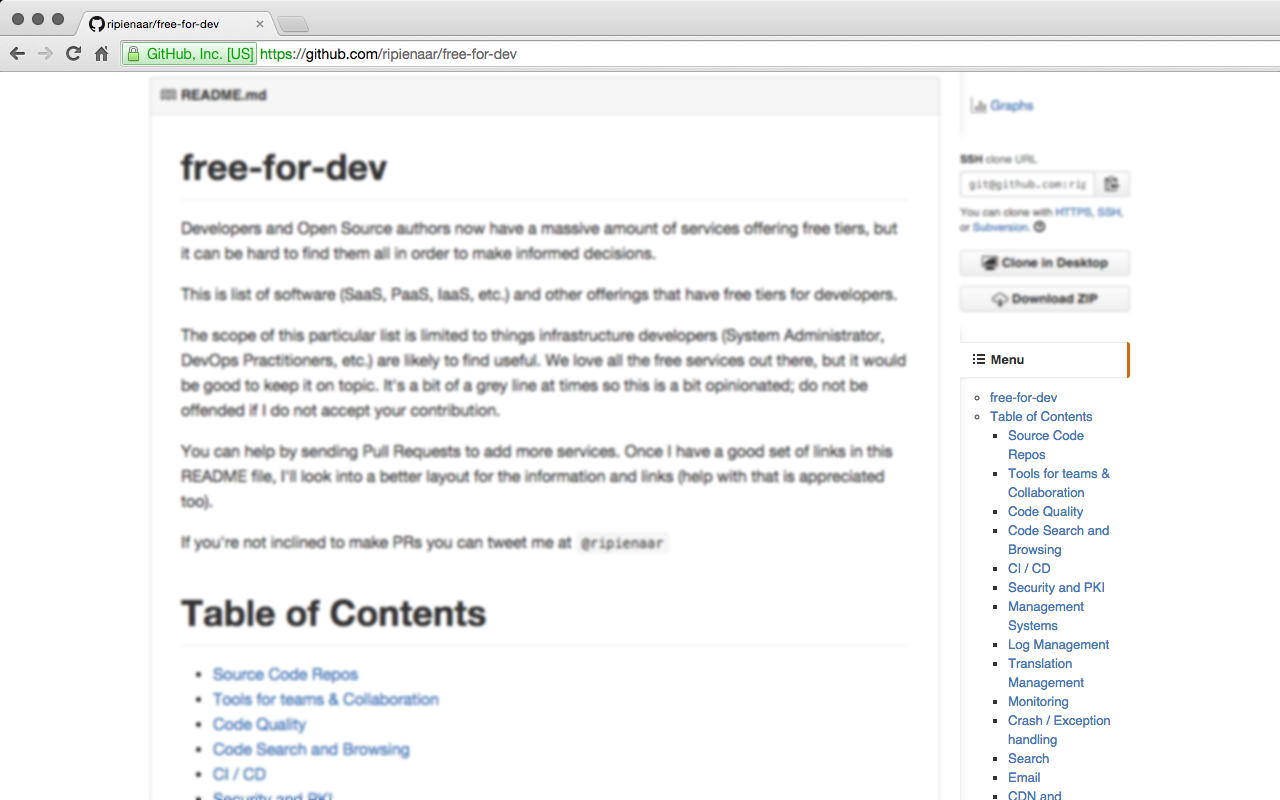 ripienaar/free-for-dev
GitHub, Inc. [US] https://github.com/ripienaar/free-for-dev
README.md
free-for-dev
Developers and Open Source authors now have a massive amount of services offering free tiers, but
it can be hard to find them all in order to make informed decisions.
This is list of software (SaaS, PaaS, IaaS, etc.) and other offerings that have free tiers for developers.
The scope of this particular list is limited to things infrastructure developers (System Administrator,
DevOps Practitioners, etc.) are likely to find useful. We love all the free services out there, but it would
be good to keep it on topic. It's a bit of a grey line at times so this is a bit opinionated; do not be
offended if I do not accept your contribution.
You can help by sending Pull Requests to add more services. Once I have a good set of links in this
README file, I'll look into a better layout for the information and links (help with that is appreciated
too).
If you're not inclined to make PRs you can tweet me at @ripienaar
Table of Contents
Source Code Repos
Tools for teams & Collaboration
Code Quality
Code Search and Browsing
CI / CD
Security and PKI
Graphs
SSH clone URL
git@github.com:rip
You can clone with HTTPS, SSH,
or Subversion.
Clone in Desktop
Download ZIP
Menu
free-for-dev
Table of Contents
Source Code
Repos
Tools for teams &
Collaboration
Code Quality
Code Search and
Browsing
CI / CD
Security and PKI
Management
Systems
Log Management
Translation
Management
Monitoring
Crash / Exception
handling
Search
Email
CDN and